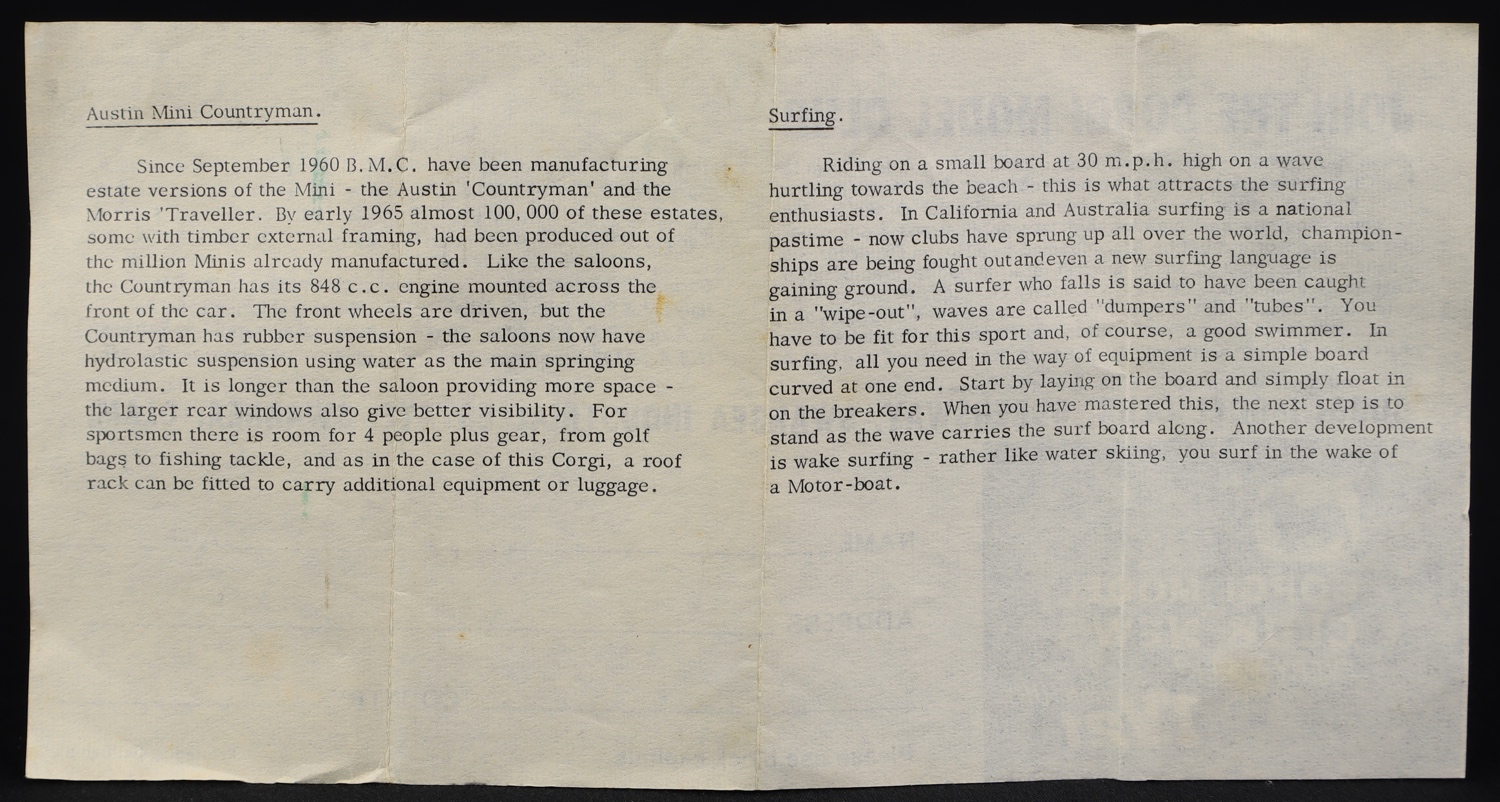 Austin Mini Countryman.
Since September 1960 B.M.C. have been manufacturing
estate versions of the Mini - the Austin 'Countryman' and the
Morris 'Traveller. By early 1965 almost 100,000 of these estates,
some with timber external framing, had been produced out of
the million Minis already manufactured. Like the saloons,
the Countryman has its 848 c.c. engine mounted across the
front of the car. The front wheels are driven, but the
Countryman has rubber suspension - the saloons now have
hydrolastic suspension using water as the main springing
medium. It is longer than the saloon providing more space -
the larger rear windows also give better visibility. For
sportsmen there is room for 4 people plus gear, from golf
bags to fishing tackle, and as in the case of this Corgi, a roof
rack can be fitted to carry additional equipment or luggage.
Surfing.
Riding on a small board at 30 m.p.h. high on a wave
hurtling towards the beach - this is what attracts the surfing
enthusiasts. In California and Australia surfing is a national
pastime - now clubs have sprung up all over the world, champion-
ships are being fought outandeven a new surfing language is
gaining ground. A surfer who falls is said to have been caught
in a "wipe-out", waves are called "dumpers" and "tubes". You
have to be fit for this sport and, of course, a good swimmer. In
surfing, all you need in the way of equipment is a simple board
curved at one end. Start by laying on the board and simply float in
on the breakers. When you have mastered this, the next step is to
stand as the wave carries the surf board along. Another development
is wake surfing - rather like water skiing, you surf in the wake of
a Motor-boat.